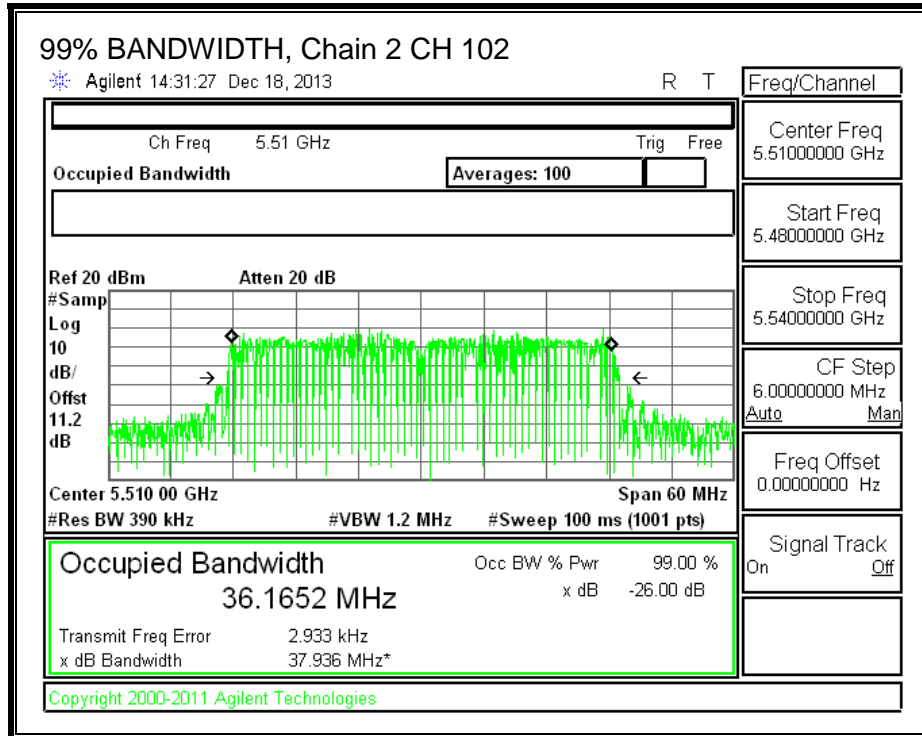 99% BANDWIDTH, Chain 2 CH 102
Agilent 14:31:27 Dec 18, 2013 R T
Freq/Channel
Ch Freq 5.51 GHz Trig Free
Occupied Bandwidth Averages: 100
Center Freq
5.51000000 GHz
Start Freq
5.48000000 GHz
Stop Freq
5.54000000 GHz
CF Step
6.00000000 MHz
Auto Man
Freq Offset
0.00000000 Hz
Signal Track
On Off
Ref 20 dBm Atten 20 dB
#Samp
Log
10
dB/
Offst
11.2
dB
Center 5.510 00 GHz Span 60 MHz
#Res BW 390 kHz #VBW 1.2 MHz #Sweep 100 ms (1001 pts)
Occupied Bandwidth Occ BW % Pwr 99.00 %
36.1652 MHz x dB -26.00 dB
Transmit Freq Error 2.933 kHz
x dB Bandwidth 37.936 MHz*
Copyright 2000-2011 Agilent Technologies